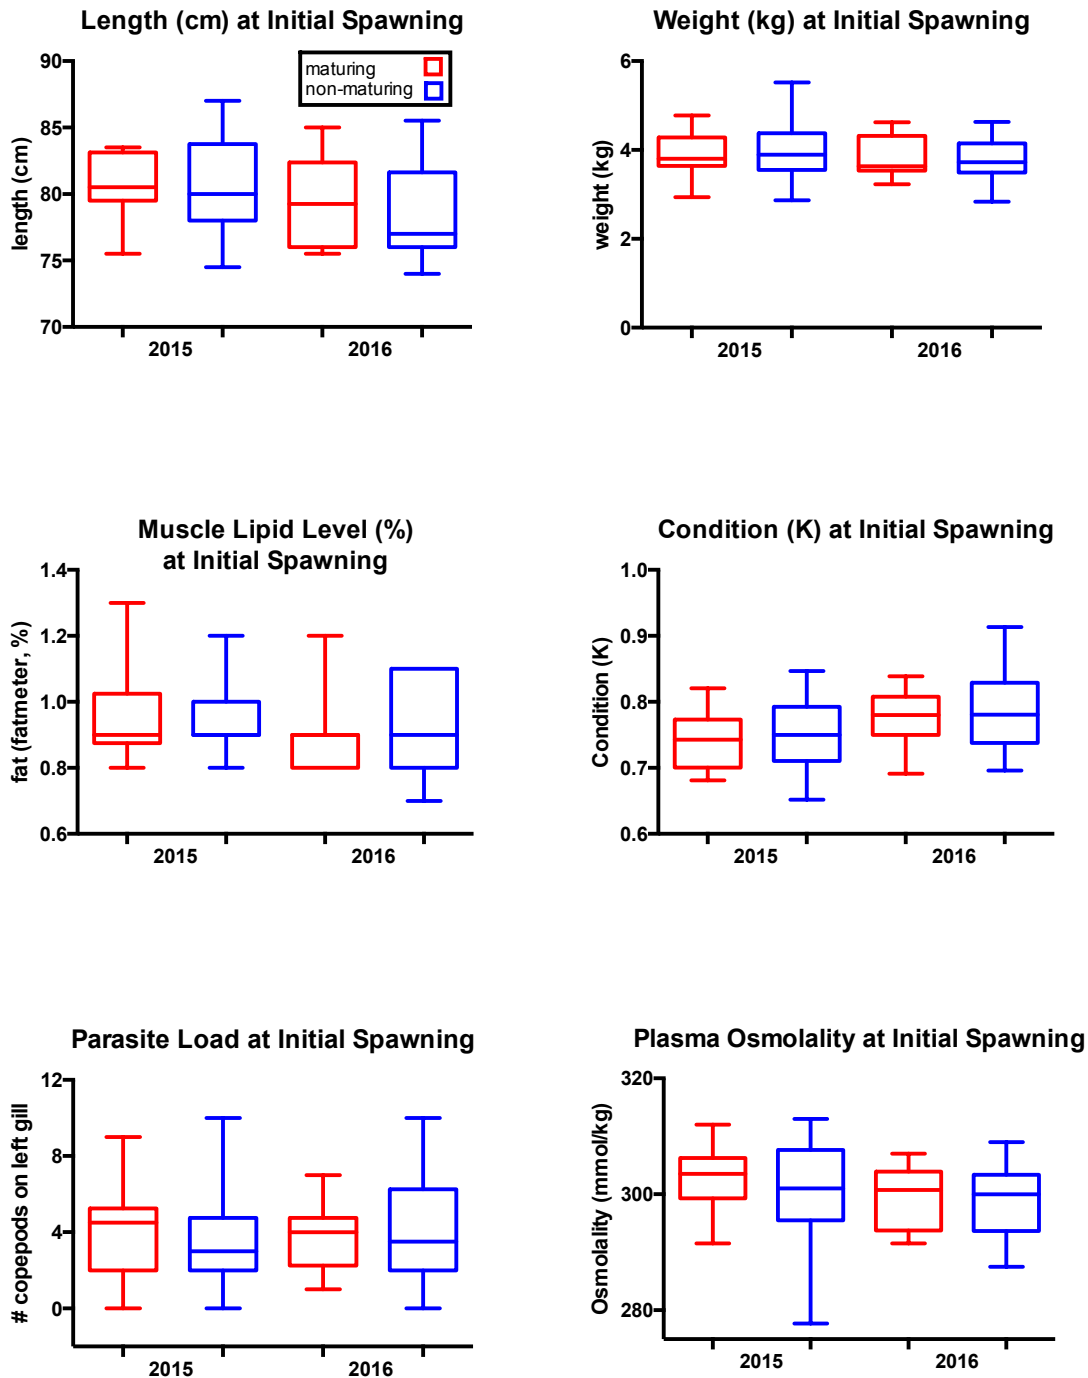 Length (cm) at Initial Spawning
90
85
80
75
70
length (cm)
maturing
non-maturing
2015
2016
Weight (kg) at Initial Spawning
6
4
2
0
weight (kg)
2015
2016
Muscle Lipid Level (%)
at Initial Spawning
1.4
1.2
1.0
0.8
0.6
fat (fatmeter, %)
2015
2016
Condition (K) at Initial Spawning
1.0
0.9
0.8
0.7
0.6
Condition (K)
2015
2016
Parasite Load at Initial Spawning
12
8
4
0
# copepods on left gill
2015
2016
Plasma Osmolality at Initial Spawning
320
300
280
Osmolality (mmol/kg)
2015
2016